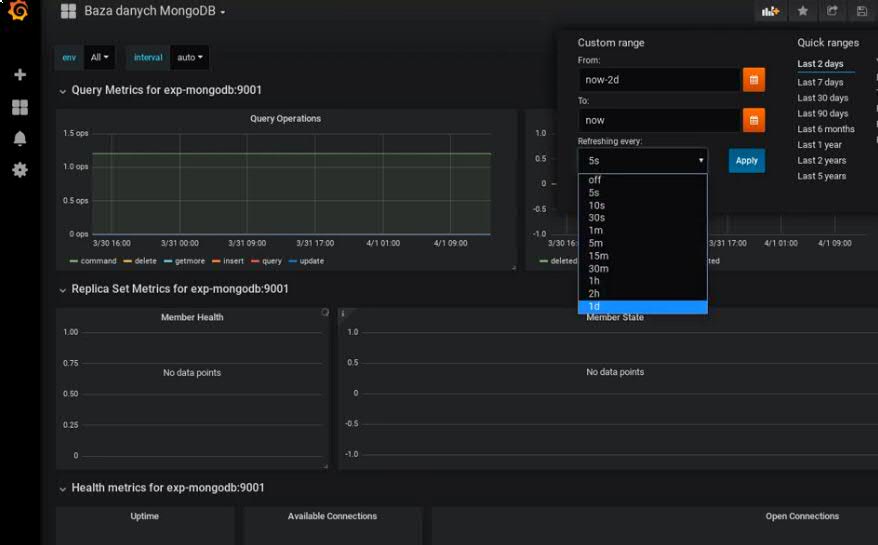 Baza danych MongoDB
env All interval auto
Custom range
From:
now-2d
To:
now
Refreshing every:
5s
Apply
off
5s
10s
30s
1m
5m
15m
30m
1h
2h
1d
Quick ranges
Last 2 days
Last 7 days
Last 30 days
Last 90 days
Last 6 months
Last 1 year
Last 2 years
Last 5 years
Query Metrics for exp-mongodb:9001
Query Operations
1.5 ops
1.0 ops
0.5 ops
0 ops
3/30 16:00 3/31 00:00 3/31 09:00 3/31 17:00 4/1 01:00 4/1 09:00
command delete getmore insert query update
1.0
0.5
0
-0.5
-1.0
3/31 17:00 4/1 01:00 4/1 09:00
deleted
Replica Set Metrics for exp-mongodb:9001
Member Health
1.00
0.75
No data points
0.50
0.25
0
Member State
1.0
0.5
No data points
0
-0.5
-1.0
Health metrics for exp-mongodb:9001
Uptime Available Connections Open Connections